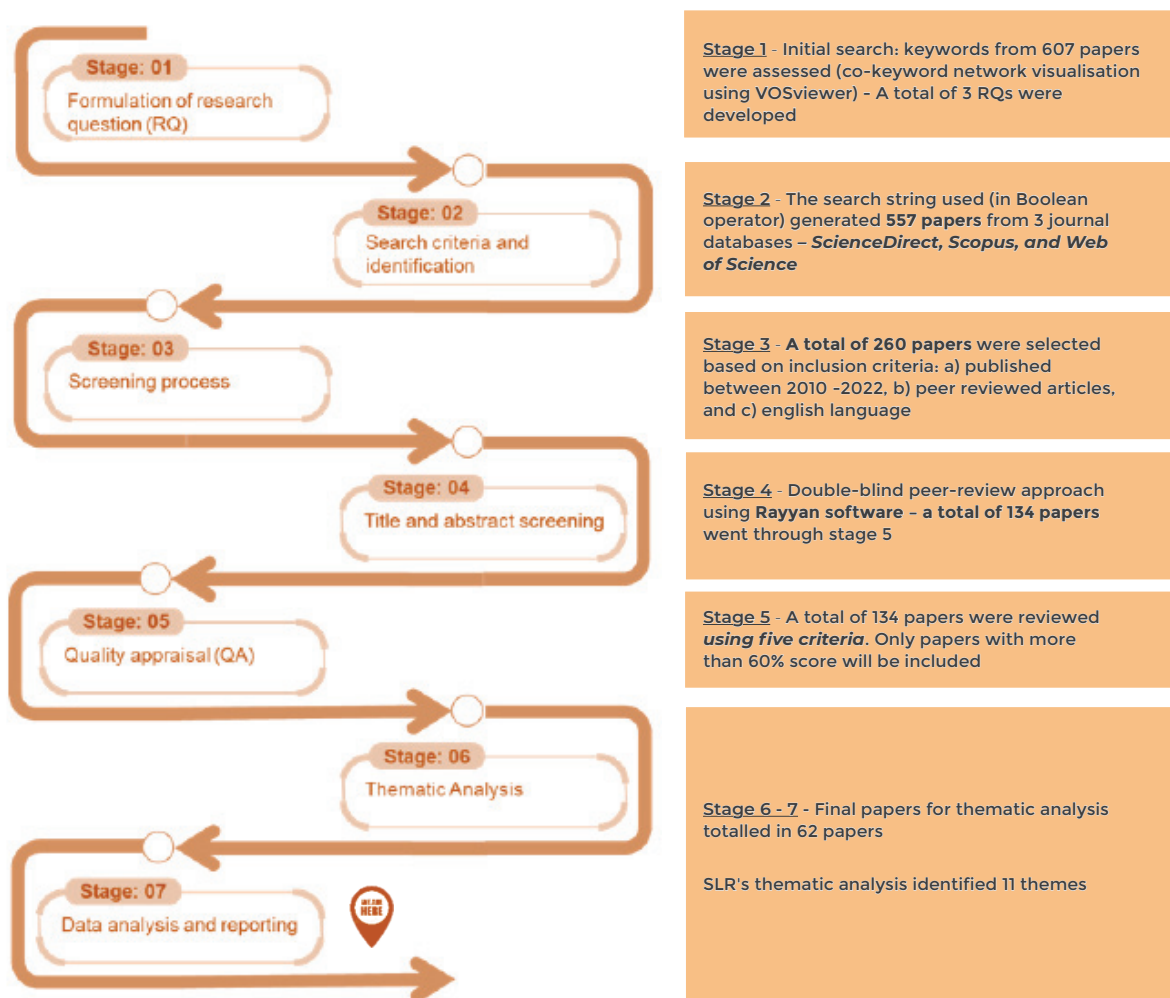 Stage: 01
Formulation of research
question (RQ)
Stage 1 - Initial search: keywords from 607 papers
were assessed (co-keyword network visualisation
using VOSviewer) - A total of 3 RQs were
developed
Stage: 02
Search criteria and
identification
Stage 2 - The search string used (in Boolean
operator) generated 557 papers from 3 journal
databases – ScienceDirect, Scopus, and Web
of Science
Stage: 03
Screening process
Stage 3 - A total of 260 papers were selected
based on inclusion criteria: a) published
between 2010 -2022, b) peer reviewed articles,
and c) english language
Stage: 04
Title and abstract screening
Stage 4 - Double-blind peer-review approach
using Rayyan software – a total of 134 papers
went through stage 5
Stage: 05
Quality appraisal (QA)
Stage 5 - A total of 134 papers were reviewed
using five criteria. Only papers with more
than 60% score will be included
Stage: 06
Thematic Analysis
Stage 6 - 7 - Final papers for thematic analysis
totalled in 62 papers
SLR's thematic analysis identified 11 themes
Stage: 07
Data analysis and reporting
WE ARE
HERE